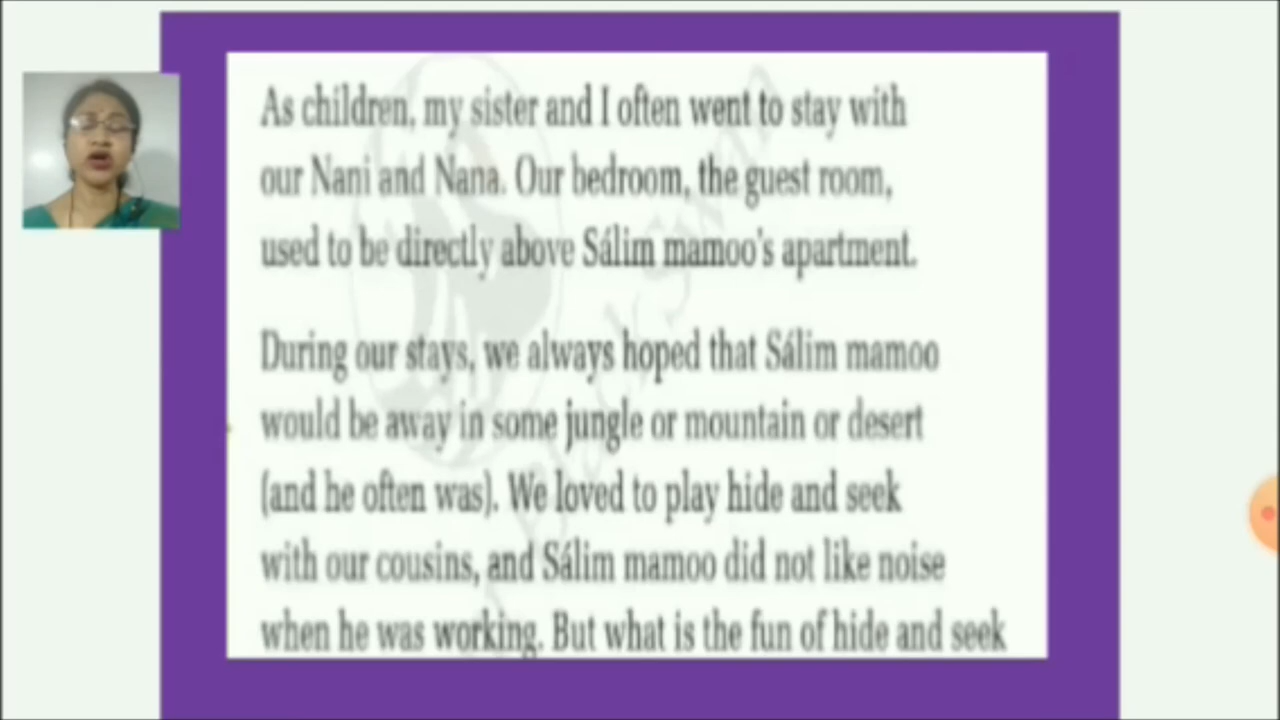 As children, my sister and I often went to stay with
our Nani and Nana. Our bedroom, the guest room,
used to be directly above Sálim mamoo's apartment.
During our stays, we always hoped that Sálim mamoo
would be away in some jungle or mountain or desert
(and he often was). We loved to play hide and seek
with our cousins, and Sálim mamoo did not like noise
when he was working. But what is the fun of hide and seek